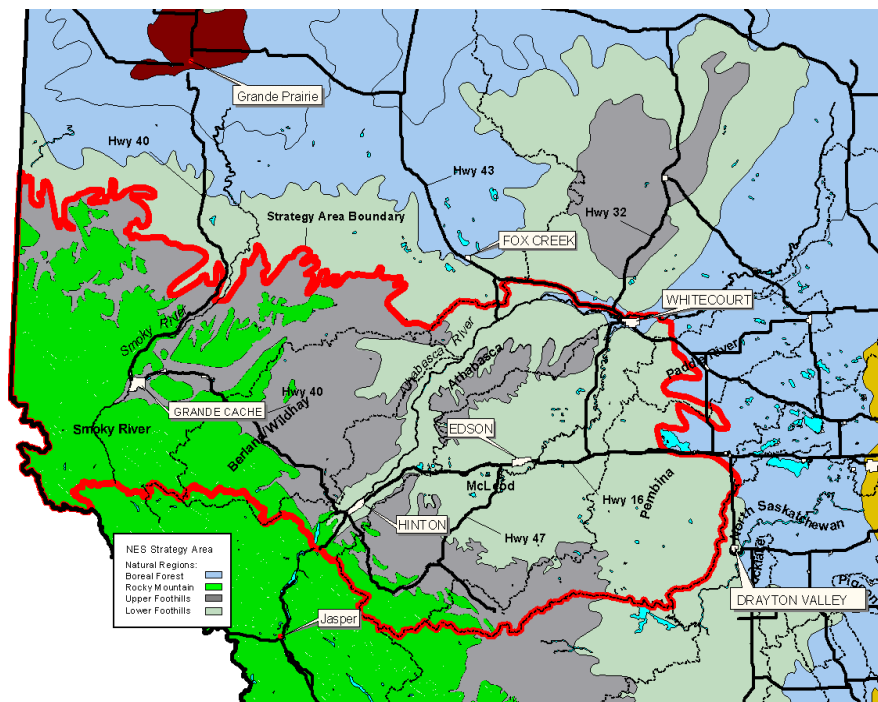 Grande Prairie
Hwy 40
Hwy 43
Strategy Area Boundary
Hwy 32
FOX CREEK
WHITECOURT
Smoky River
Athabasca River
Athabasca
Paddle River
Hwy 40
GRANDE CACHE
Smoky River
Berland/Wildhay
EDSON
McLeod
Hwy 16
Pembina
North Saskatchewan
HINTON
Hwy 47
NES Strategy Area
Natural Regions:
Boreal Forest
Rocky Mountain
Upper Foothills
Lower Foothills
DRAYTON VALLEY
Jasper